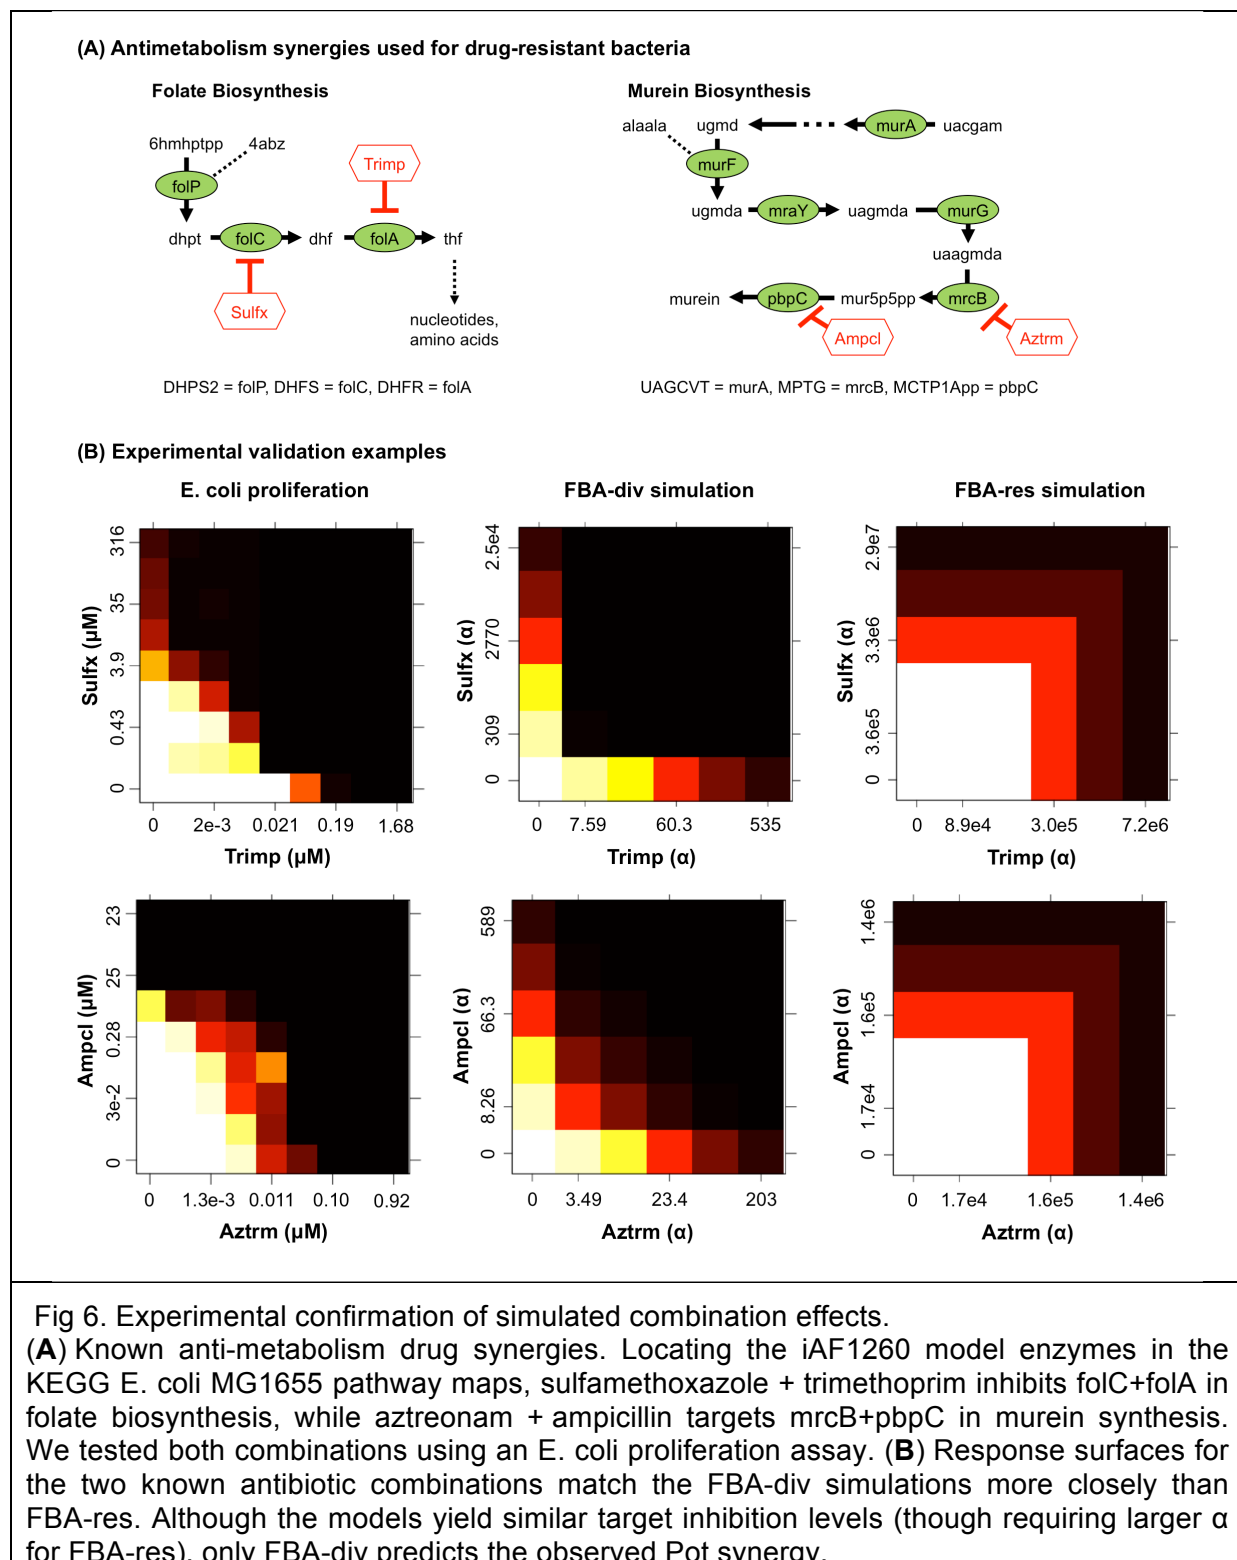 (A) Antimetabolism synergies used for drug-resistant bacteria
Folate Biosynthesis
6hmhptpp
4abz
Trimp
folP
dhpt
folC
dhf
folA
thf
Sulfx
nucleotides,
amino acids
DHPS2 = folP, DHFS = folC, DHFR = folA
Murein Biosynthesis
alaala
ugmd
murA
uacgam
murF
ugmda
mraY
uagmda
murG
uaagmda
murein
pbpC
mur5p5pp
mrcB
Ampcl
Aztrm
UAGCVT = murA, MPTG = mrcB, MCTP1App = pbpC
(B) Experimental validation examples
E. coli proliferation
Sulfx (μM)
316
35
3.9
0.43
0
0
2e-3
0.021
0.19
1.68
Trimp (μM)
FBA-div simulation
Sulfx (α)
2.5e4
2770
309
0
0
7.59
60.3
535
Trimp (α)
FBA-res simulation
Sulfx (α)
2.9e7
3.3e6
3.6e5
0
0
8.9e4
3.0e5
7.2e6
Trimp (α)
Ampcl (μM)
23
25
0.28
3e-2
0
0
1.3e-3
0.011
0.10
0.92
Aztrm (μM)
Ampcl (α)
589
66.3
8.26
0
0
3.49
23.4
203
Aztrm (α)
Ampcl (α)
1.4e6
1.6e5
1.7e4
0
0
1.7e4
1.6e5
1.4e6
Aztrm (α)
Fig 6. Experimental confirmation of simulated combination effects.
(A) Known anti-metabolism drug synergies. Locating the iAF1260 model enzymes in the
KEGG E. coli MG1655 pathway maps, sulfamethoxazole + trimethoprim inhibits folC+folA in
folate biosynthesis, while aztreonam + ampicillin targets mrcB+pbpC in murein synthesis.
We tested both combinations using an E. coli proliferation assay. (B) Response surfaces for
the two known antibiotic combinations match the FBA-div simulations more closely than
FBA-res. Although the models yield similar target inhibition levels (though requiring larger α
for FBA-res), only FBA-div predicts the observed Pot synergy.